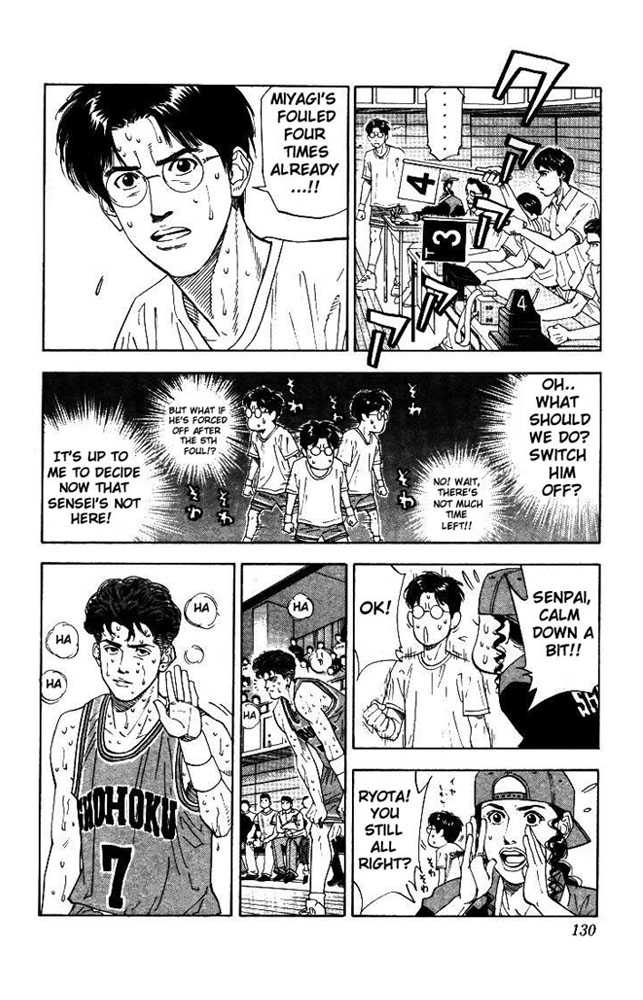 ......
4
T 3
4
MIYAGI'S
FOULED
FOUR
TIMES
ALREADY
...!!
OH..
WHAT
SHOULD
WE DO?
SWITCH
HIM
OFF?
NO! WAIT,
THERE'S
NOT MUCH
TIME
LEFT!!
BUT WHAT IF
HE'S FORCED
OFF AFTER
THE 5TH
FOUL!?
IT'S UP TO
ME TO DECIDE
NOW THAT
SENSEI'S NOT
HERE!
SENPAI,
CALM
DOWN A
BIT!!
OK!
RYOTA!
YOU
STILL
ALL
RIGHT?
HA
HA
HA
HA
HA
SHOHOKU
7
130